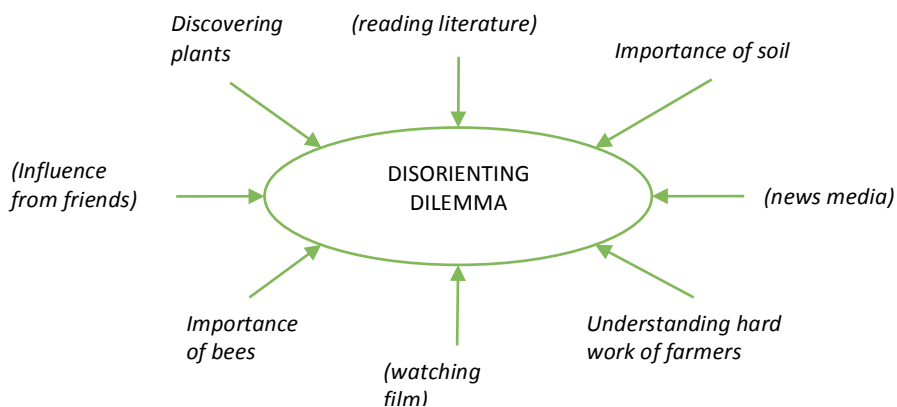 Discovering
plants
(reading literature)
Importance of soil
(Influence
from friends)
DISORIENTING
DILEMMA
(news media)
Importance
of bees
Understanding hard
work of farmers
(watching
film)